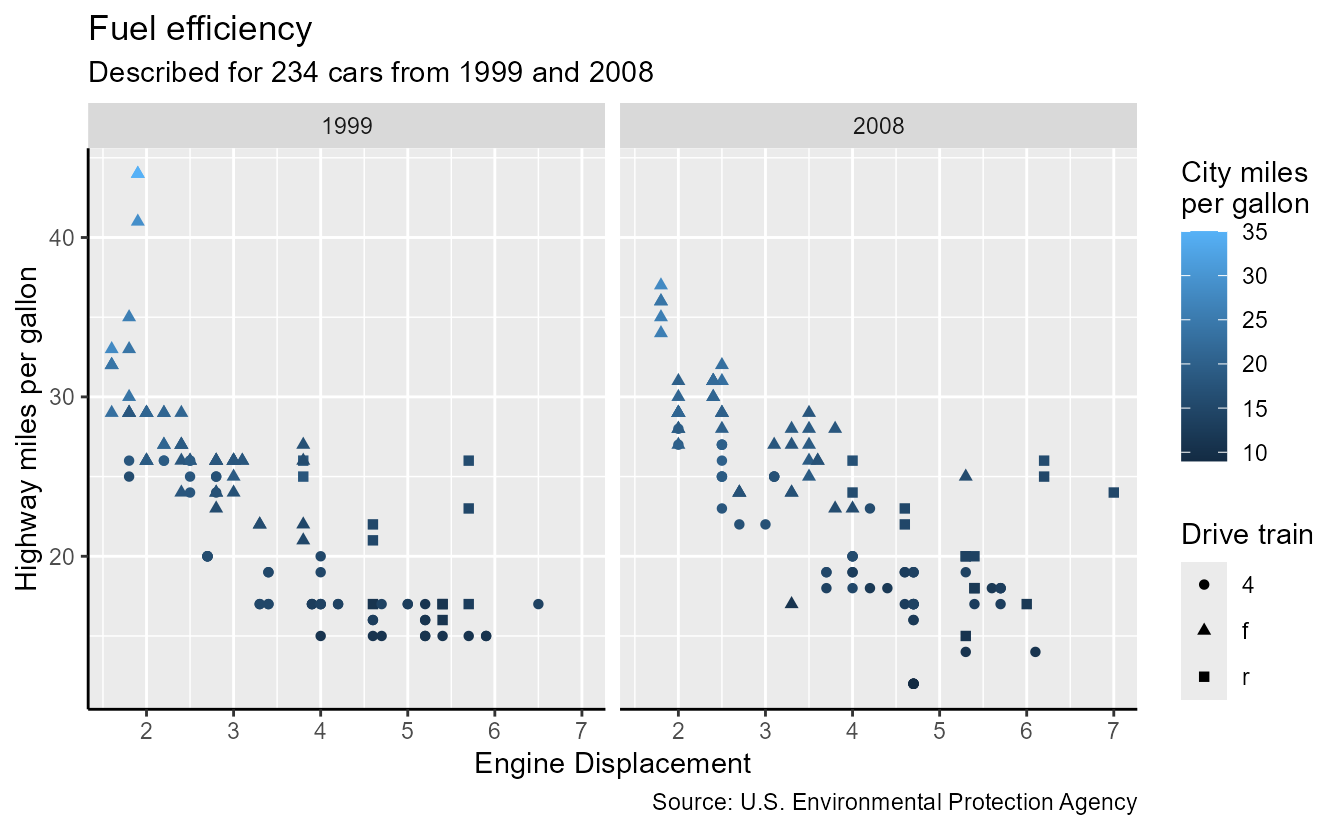 Fuel efficiency
Described for 234 cars from 1999 and 2008
1999
2008
Highway miles per gallon
40
30
20
2 3 4 5 6 7
2 3 4 5 6 7
Engine Displacement
Source: U.S. Environmental Protection Agency
City miles
per gallon
35
30
25
20
15
10
Drive train
4
f
r